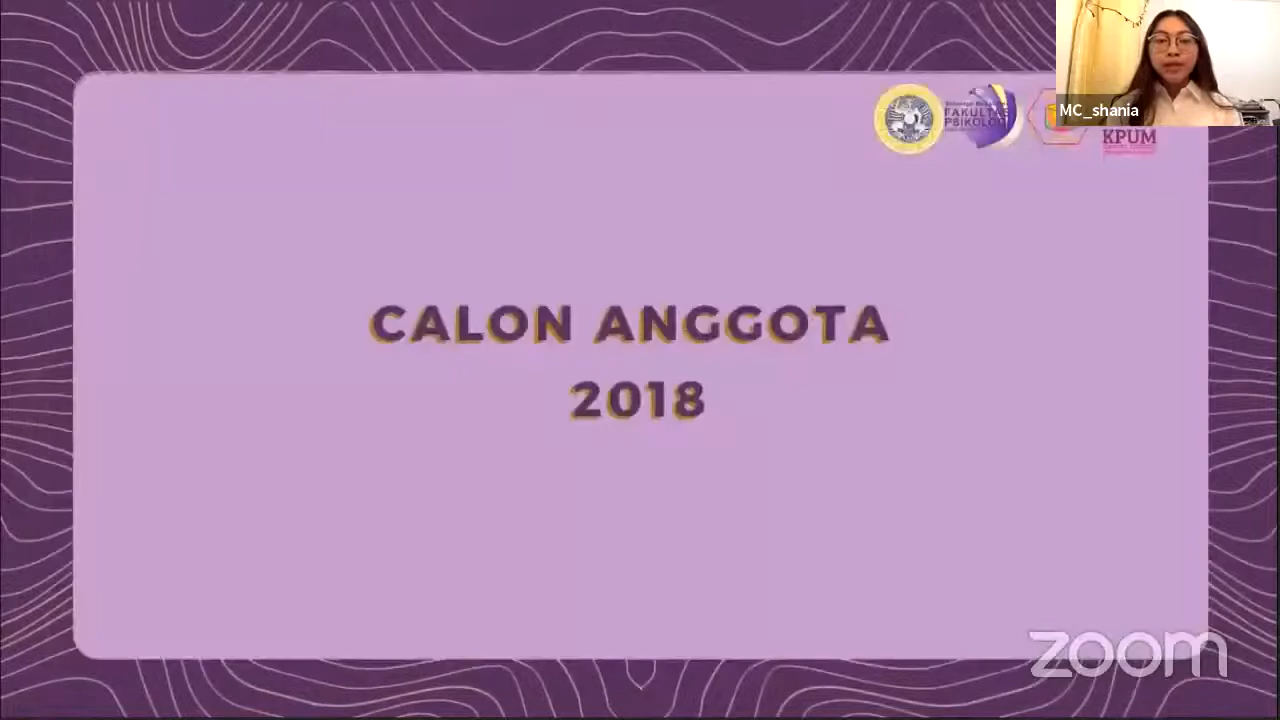 MC_shania
FAKULTAS
PSIKOLOGI
KPUM
CALON ANGGOTA
2018
zoom